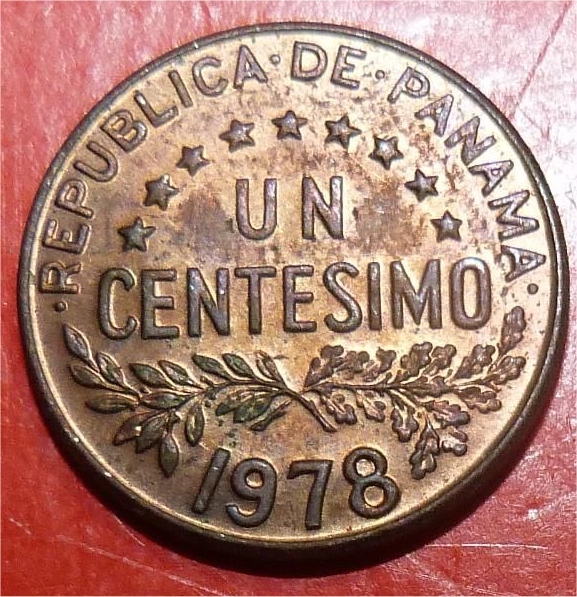 ·REPUBLICA·DE·PANAMA·
UN
CENTESIMO
1978